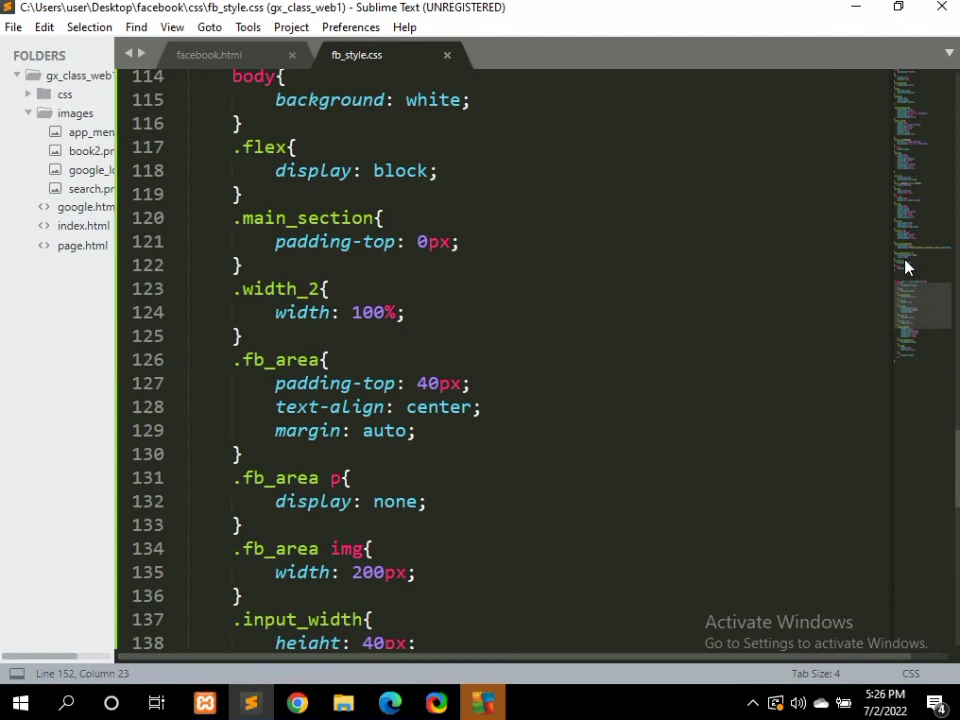 C:\Users\user\Desktop\facebook\css\fb_style.css (gx_class_web1) - Sublime Text (UNREGISTERED)
File Edit Selection Find View Goto Tools Project Preferences Help
FOLDERS
gx_class_web1
css
images
app_men
book2.pr
google_lo
search.pr
google.htm
index.html
page.html
facebook.html
fb_style.css
114 body{
115 background: white;
116 }
117 .flex{
118 display: block;
119 }
120 .main_section{
121 padding-top: 0px;
122 }
123 .width_2{
124 width: 100%;
125 }
126 .fb_area{
127 padding-top: 40px;
128 text-align: center;
129 margin: auto;
130 }
131 .fb_area p{
132 display: none;
133 }
134 .fb_area img{
135 width: 200px;
136 }
137 .input_width{
138 height: 40px;
Activate Windows
Go to Settings to activate Windows.
Line 152, Column 23
Tab Size: 4
CSS
5:26 PM
7/2/2022
4